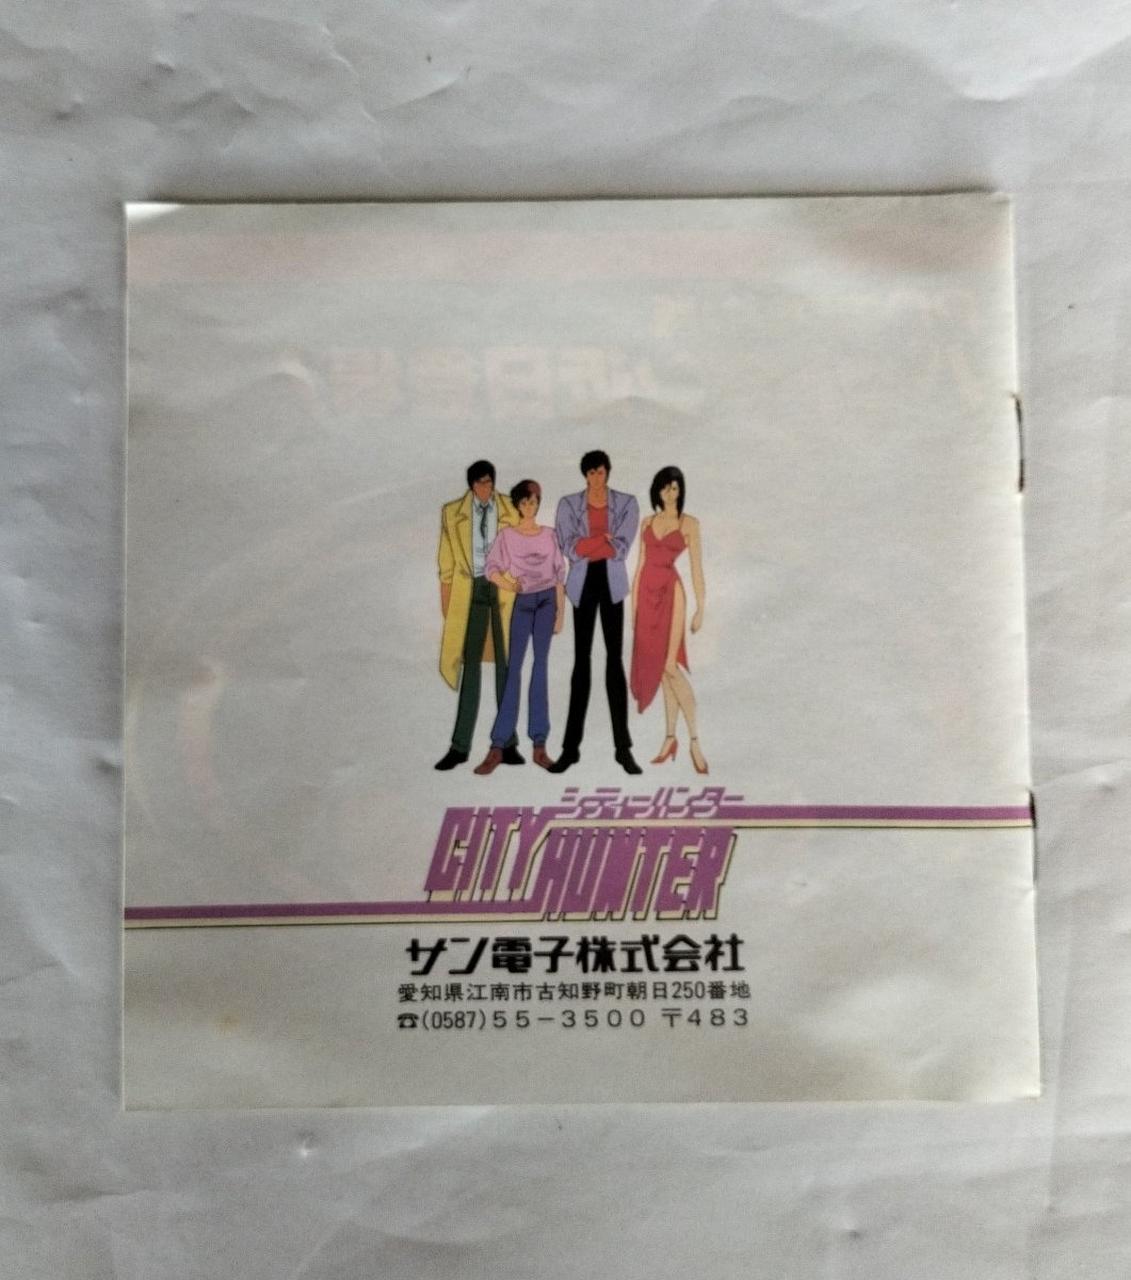 シティーハンター
CITY HUNTER
サン電子株式会社
愛知県江南市古知野町朝日250番地
☎(0587)55-3500 〒483